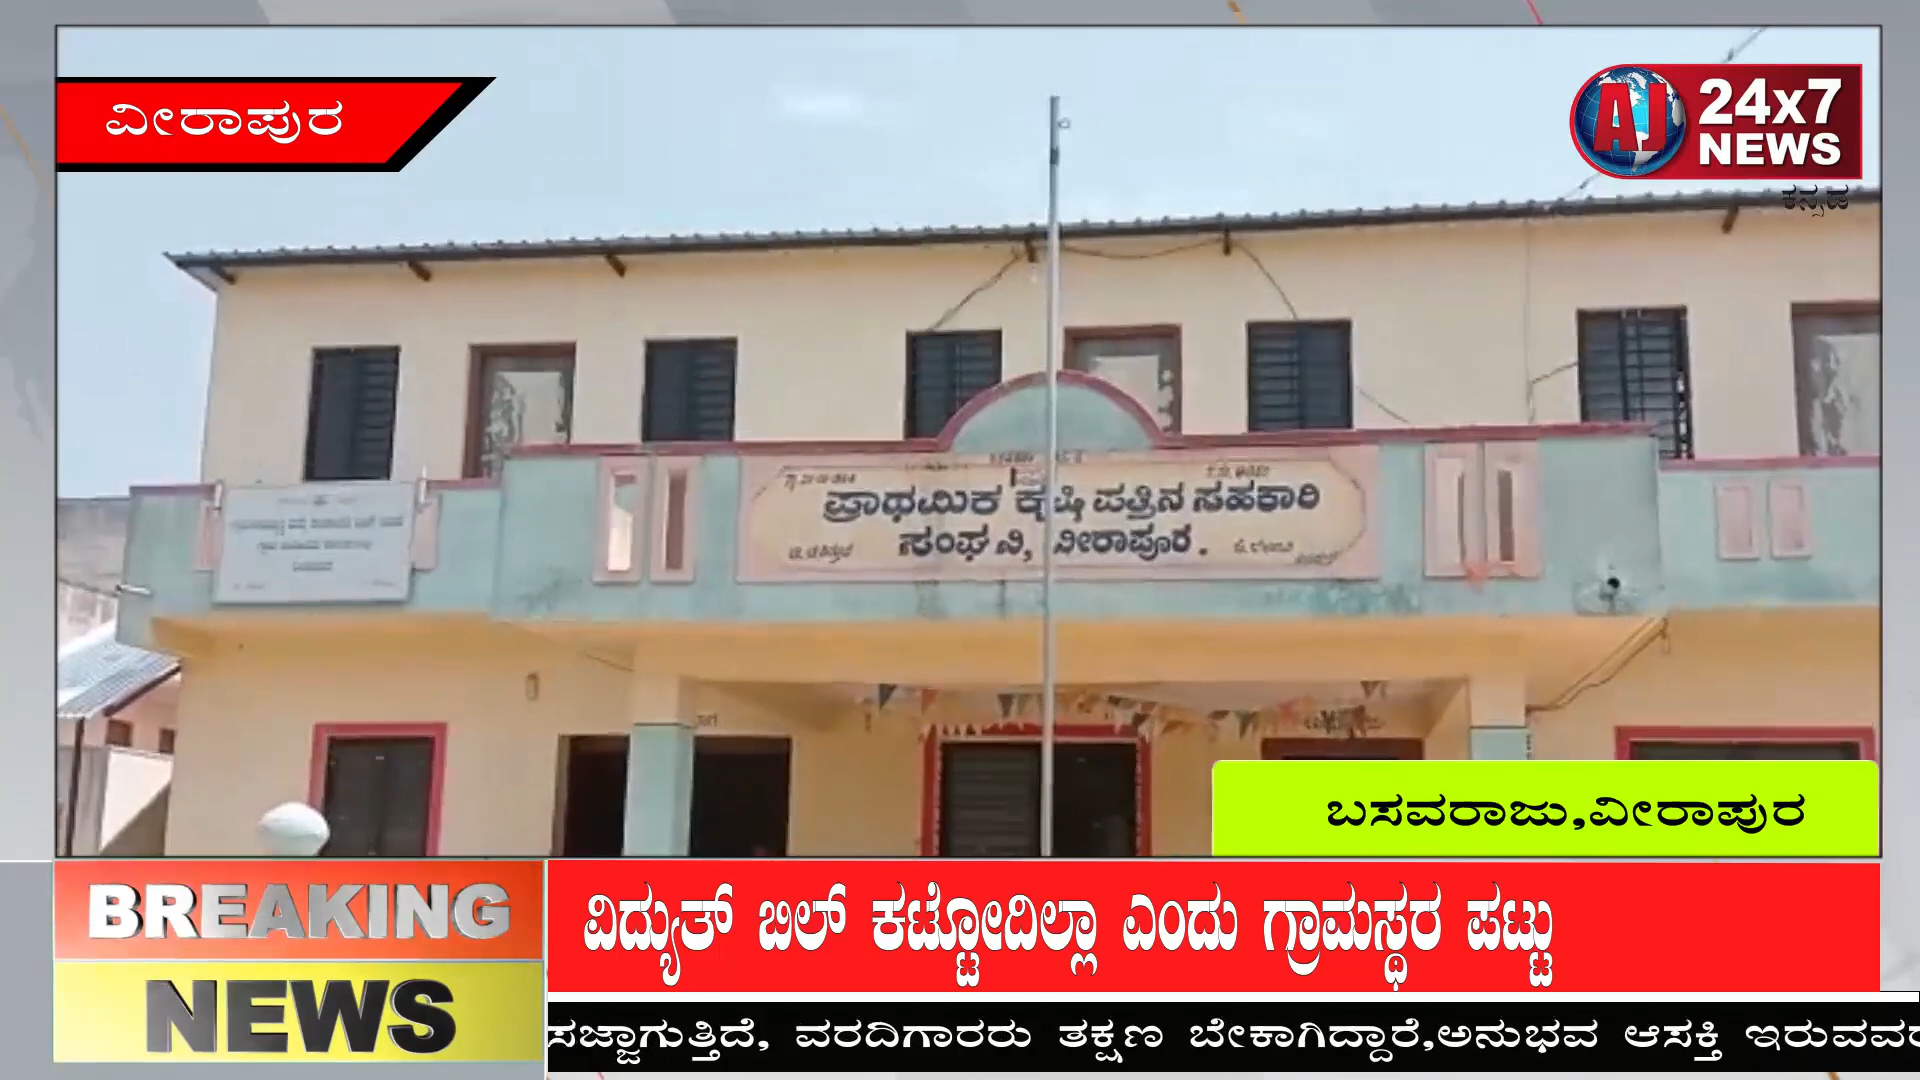 ವೀರಾಪುರ
AJ
24x7
NEWS
ಕನ್ನಡ
ಪ್ರಾಥಮಿಕ ಕೃಷಿ ಪತ್ತಿನ ಸಹಕಾರಿ
ಸಂಘ ನಿ, ವೀರಾಪೂರ.
ಬಸವರಾಜು,ವೀರಾಪುರ
BREAKING
NEWS
ವಿದ್ಯುತ್ ಬಿಲ್ ಕಟ್ಟೋದಿಲ್ಲಾ ಎಂದು ಗ್ರಾಮಸ್ಥರ ಪಟ್ಟು
ಸಜ್ಜಾಗುತ್ತಿದೆ, ವರದಿಗಾರರು ತಕ್ಷಣ ಬೇಕಾಗಿದ್ದಾರೆ,ಅನುಭವ ಆಸಕ್ತಿ ಇರುವವರ